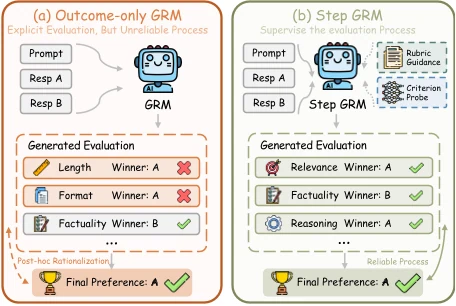 (a) Outcome-only GRM
Explicit Evaluation, But Unreliable Process
Prompt
Resp A
Resp B
AI
GRM
Generated Evaluation
Length Winner: A
Format Winner: A
Factuality Winner: B
...
Post-hoc Rationalization
Final Preference: A
(b) Step GRM
Supervise the evaluation Process
Prompt
Resp A
Resp B
AI
Step GRM
Rubric
Guidance
Criterion
Probe
Generated Evaluation
Relevance Winner: A
Factuality Winner: B
Reasoning Winner: A
...
Reliable Process
Final Preference: A